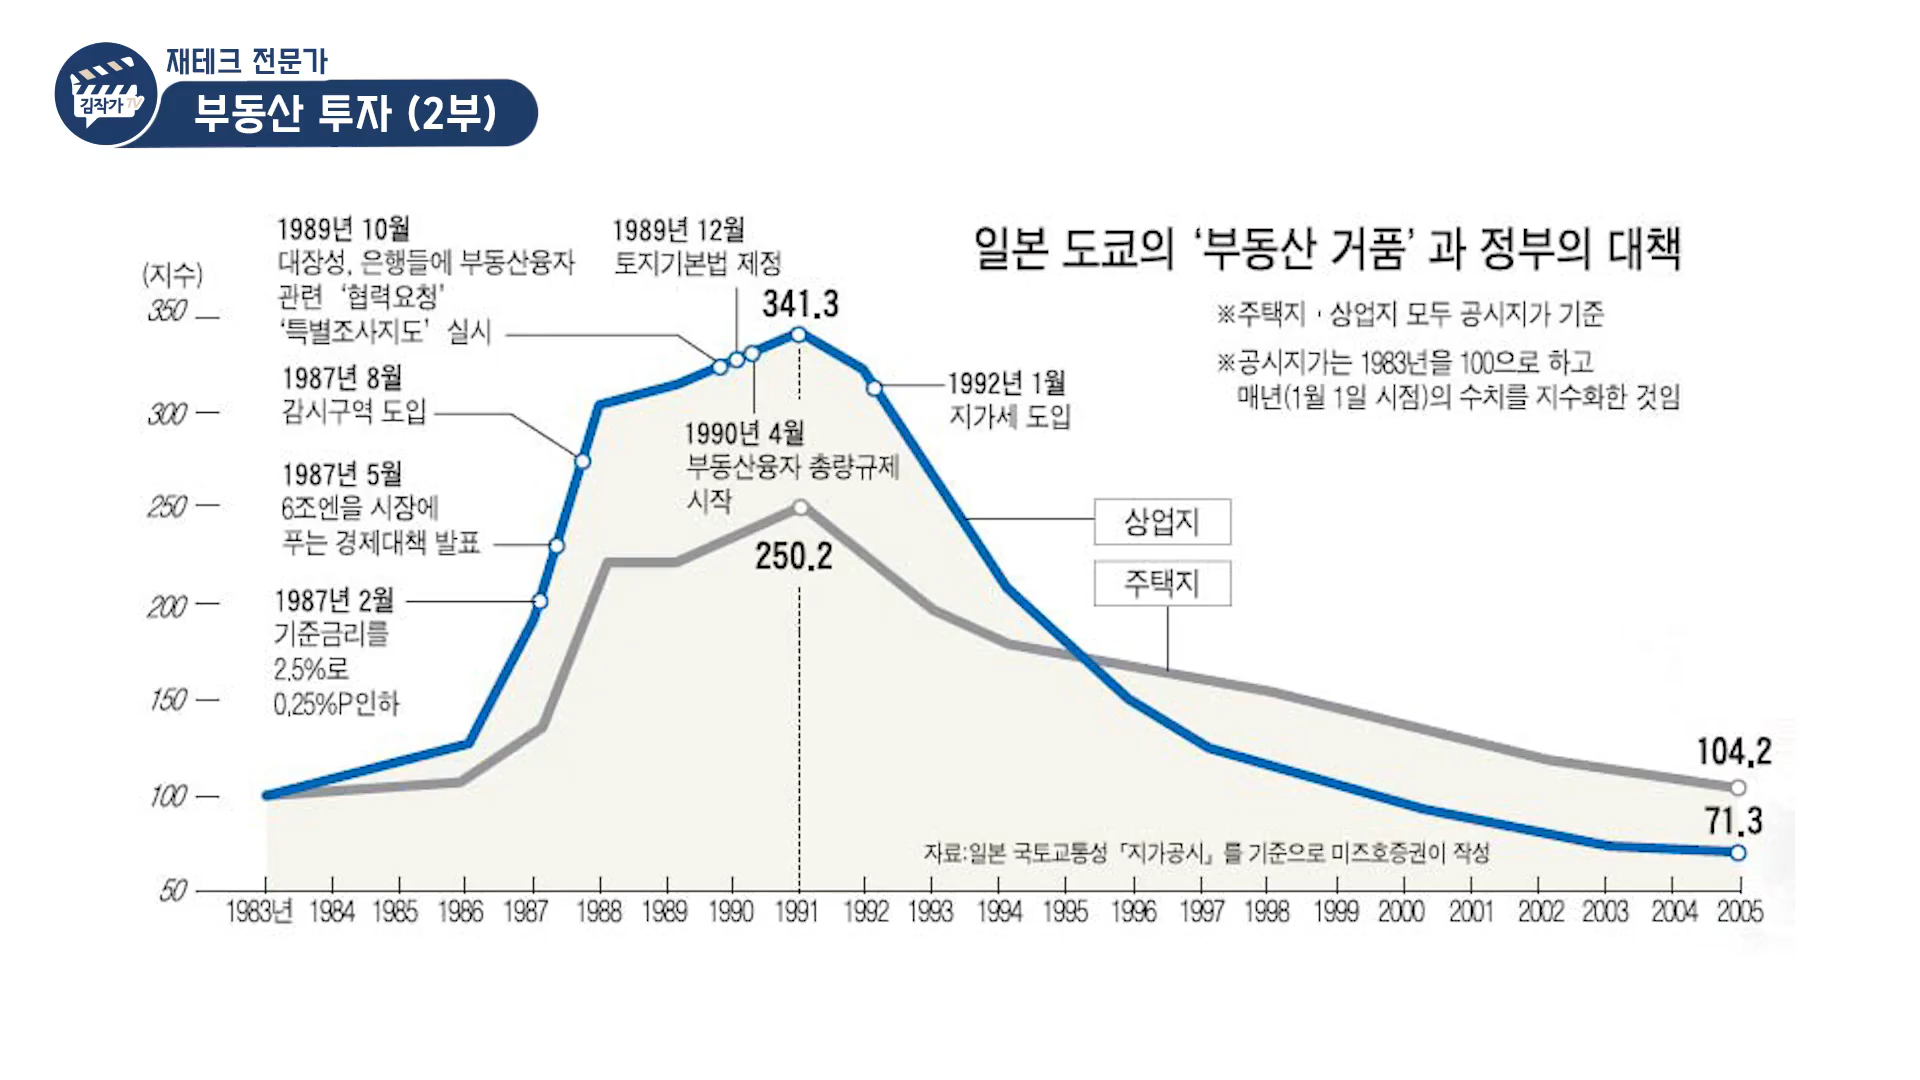 재테크 전문가
김작가 TV
부동산 투자 (2부)
일본 도쿄의 ‘부동산 거품’ 과 정부의 대책
※주택지·상업지 모두 공시지가 기준
※공시지가는 1983년을 100으로 하고
매년(1월 1일 시점)의 수치를 지수화한 것임
(지수)
350
300
250
200
150
100
50
1989년 10월
대장성, 은행들에 부동산융자
관련 ‘협력요청’
‘특별조사지도’ 실시
1989년 12월
토지기본법 제정
341.3
1987년 8월
감시구역 도입
1987년 5월
6조엔을 시장에
푸는 경제대책 발표
1987년 2월
기준금리를
2.5%로
0.25%P인하
1990년 4월
부동산융자 총량규제
시작
250.2
1992년 1월
지가세 도입
상업지
주택지
104.2
71.3
자료:일본 국토교통성 「지가공시」를 기준으로 미즈호증권이 작성
1983년 1984 1985 1986 1987 1988 1989 1990 1991 1992 1993 1994 1995 1996 1997 1998 1999 2000 2001 2002 2003 2004 2005